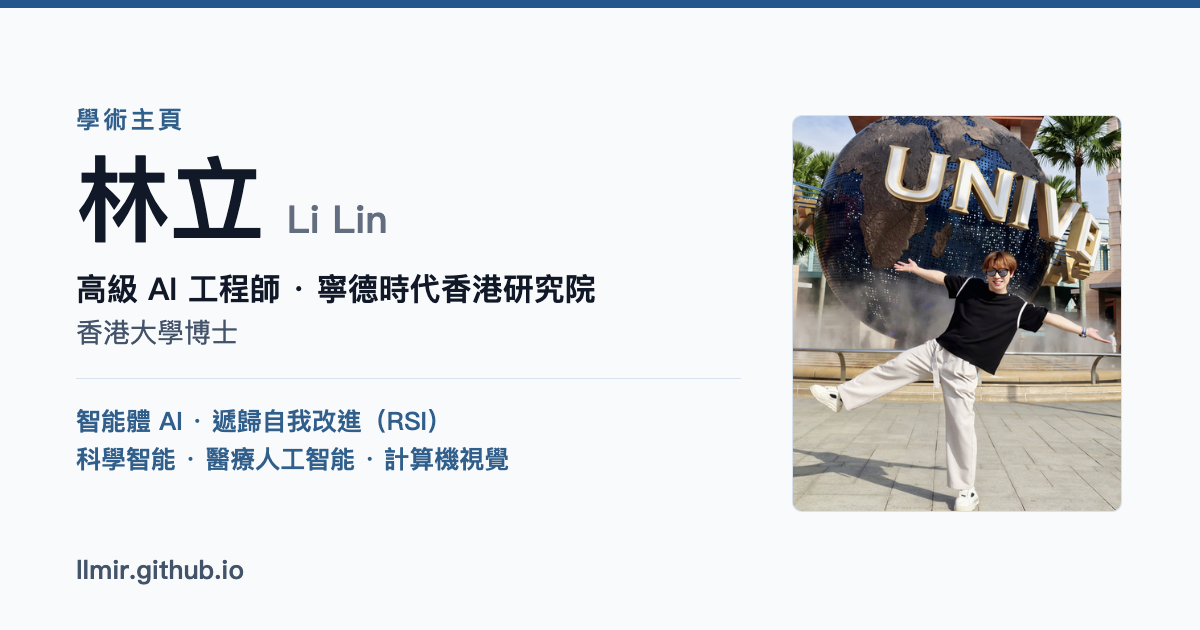 學術主頁
林立 Li Lin
高級 AI 工程師 · 寧德時代香港研究院
香港大學博士
智能體 AI · 遞歸自我改進（RSI）
科學智能 · 醫療人工智能 · 計算機視覺
llmir.github.io
UNIVE